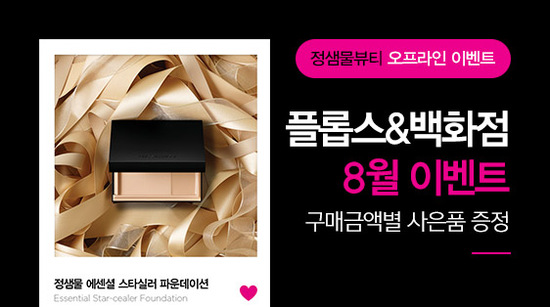 정샘물뷰티 오프라인 이벤트
플롭스&백화점
8월 이벤트
구매금액별 사은품 증정
정샘물 에센셜 스타실러 파운데이션
Essential Star-cealer Foundation